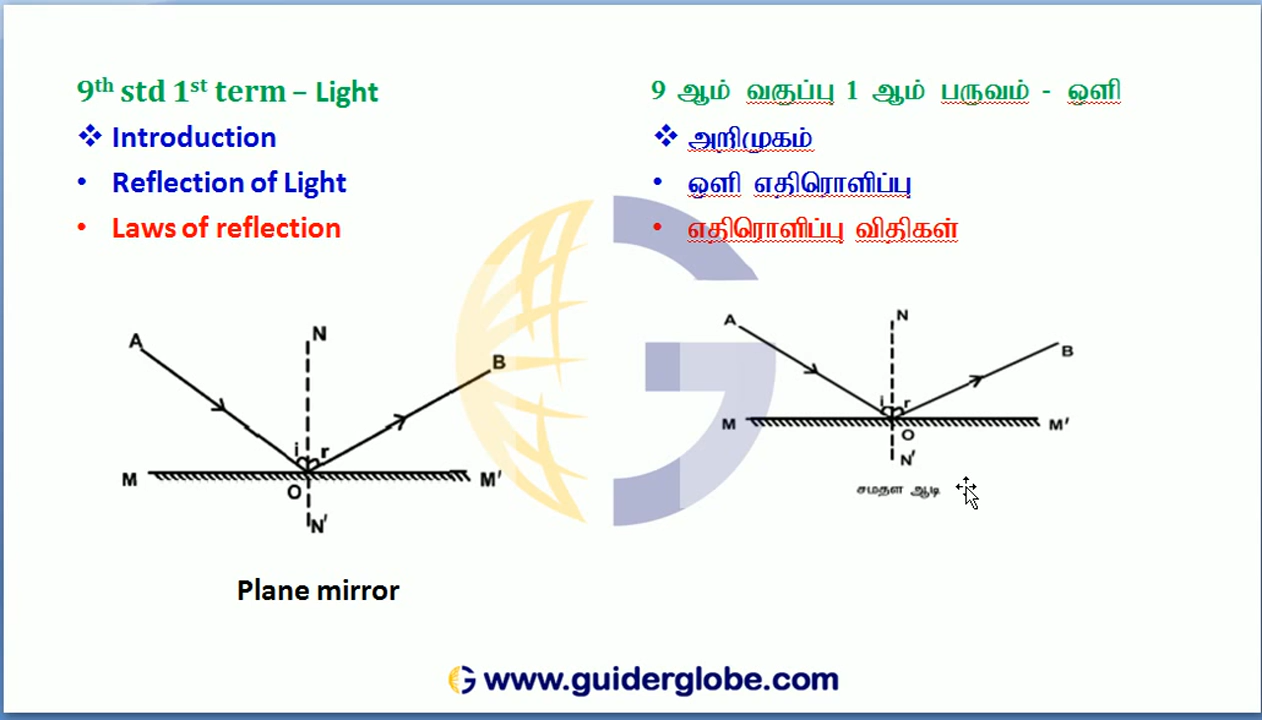 9th std 1st term – Light
❖ Introduction
• Reflection of Light
• Laws of reflection
9 ஆம் வகுப்பு 1 ஆம் பருவம் - ஒளி
❖ அறிமுகம்
• ஒளி எதிரொளிப்பு
• எதிரொளிப்பு விதிகள்
A
N
B
i r
M M'
O
N'
Plane mirror
A
N
B
i r
M M'
O
N'
சமதள ஆடி
www.guiderglobe.com